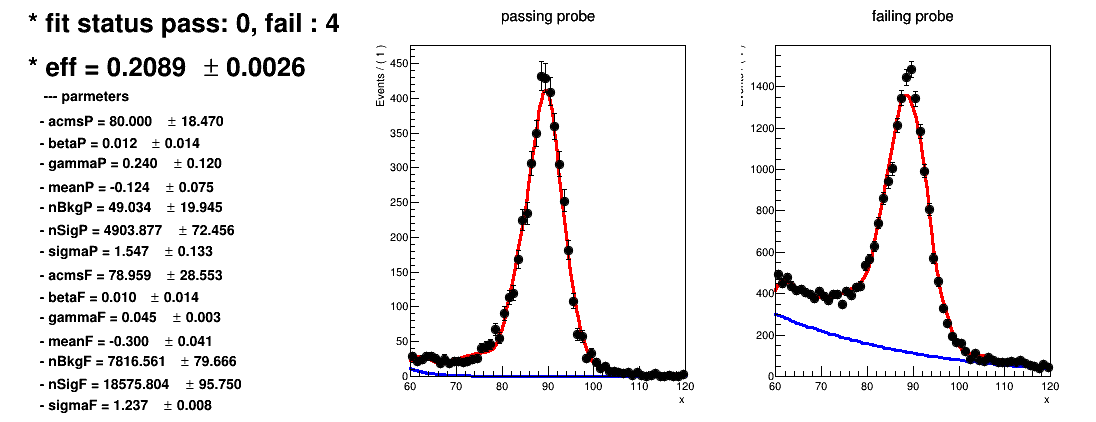 * fit status pass: 0, fail : 4
* eff = 0.2089 ± 0.0026
--- parmeters
- acmsP = 80.000 ± 18.470
- betaP = 0.012 ± 0.014
- gammaP = 0.240 ± 0.120
- meanP = -0.124 ± 0.075
- nBkgP = 49.034 ± 19.945
- nSigP = 4903.877 ± 72.456
- sigmaP = 1.547 ± 0.133
- acmsF = 78.959 ± 28.553
- betaF = 0.010 ± 0.014
- gammaF = 0.045 ± 0.003
- meanF = -0.300 ± 0.041
- nBkgF = 7816.561 ± 79.666
- nSigF = 18575.804 ± 95.750
- sigmaF = 1.237 ± 0.008
passing probe
Events / ( 1 )
450
400
350
300
250
200
150
100
50
0
60 70 80 90 100 110 120
x
failing probe
Events / ( 1 )
1400
1200
1000
800
600
400
200
0
60 70 80 90 100 110 120
x